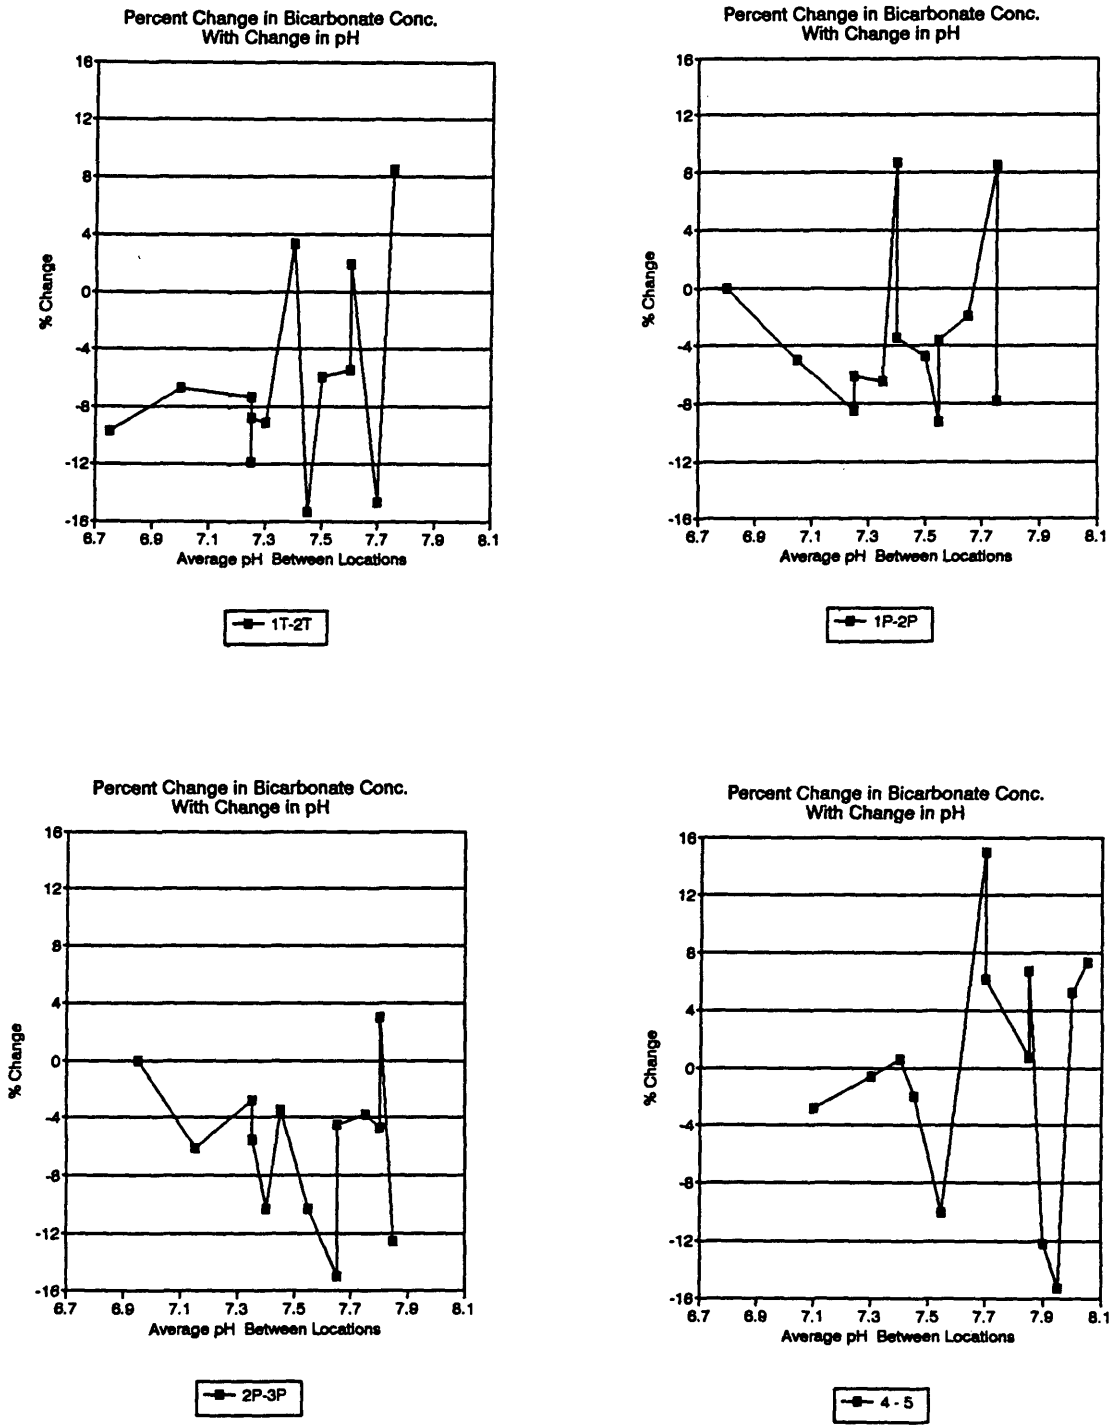 Percent Change in Bicarbonate Conc.
With Change in pH
16
12
8
4
0
-4
-8
-12
-16
% Change
6.7 6.9 7.1 7.3 7.5 7.7 7.9 8.1
Average pH Between Locations
1T-2T
Percent Change in Bicarbonate Conc.
With Change in pH
16
12
8
4
0
-4
-8
-12
-16
% Change
6.7 6.9 7.1 7.3 7.5 7.7 7.9 8.1
Average pH Between Locations
1P-2P
Percent Change in Bicarbonate Conc.
With Change in pH
16
12
8
4
0
-4
-8
-12
-16
% Change
6.7 6.9 7.1 7.3 7.5 7.7 7.9 8.1
Average pH Between Locations
2P-3P
Percent Change in Bicarbonate Conc.
With Change in pH
16
12
8
4
0
-4
-8
-12
-16
% Change
6.7 6.9 7.1 7.3 7.5 7.7 7.9 8.1
Average pH Between Locations
4 - 5